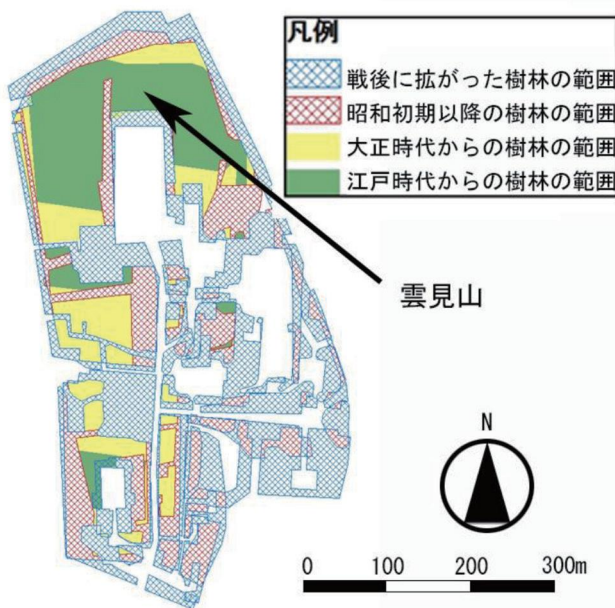 凡例
戦後に拡がった樹林の範囲
昭和初期以降の樹林の範囲
大正時代からの樹林の範囲
江戸時代からの樹林の範囲
雲見山
N
0 100 200 300m